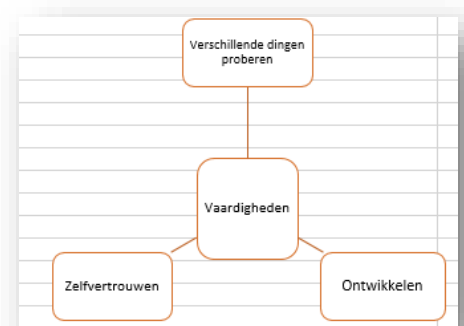 Verschillende dingen
proberen
Vaardigheden
Zelfvertrouwen
Ontwikkelen